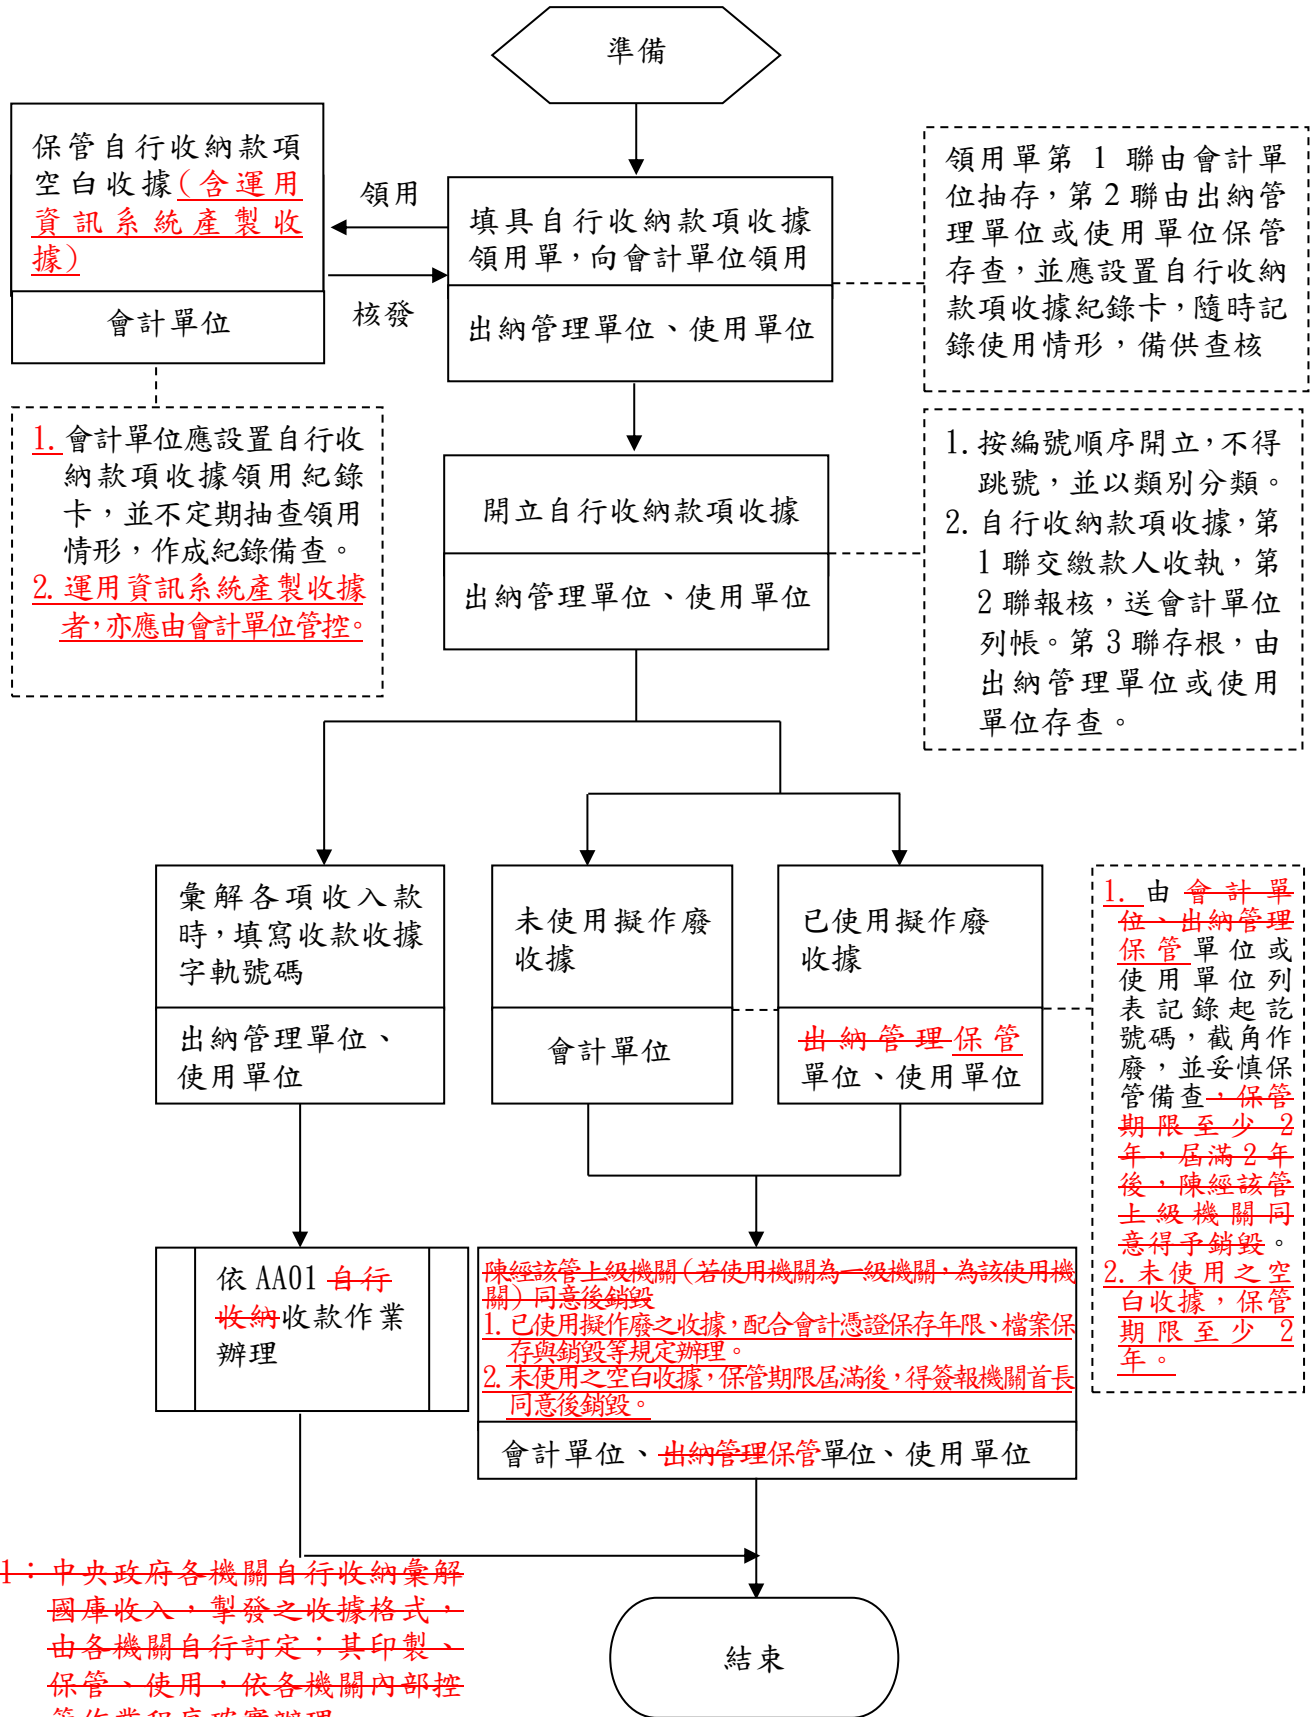 準備
保管自行收納款項
空白收據(含運用
資訊系統產製收
據)
會計單位
領用
核發
填具自行收納款項收據
領用單，向會計單位領用
出納管理單位、使用單位
領用單第 1 聯由會計單
位抽存，第 2 聯由出納管
理單位或使用單位保管
存查，並應設置自行收納
款項收據紀錄卡，隨時記
錄使用情形，備供查核
1. 會計單位應設置自行收
納款項收據領用紀錄
卡，並不定期抽查領用
情形，作成紀錄備查。
2. 運用資訊系統產製收據
者，亦應由會計單位管控。
開立自行收納款項收據
出納管理單位、使用單位
1. 按編號順序開立，不得
跳號，並以類別分類。
2. 自行收納款項收據，第
1 聯交繳款人收執，第
2 聯報核，送會計單位
列帳。第 3 聯存根，由
出納管理單位或使用
單位存查。
彙解各項收入款
時，填寫收款收據
字軌號碼
出納管理單位、
使用單位
未使用擬作廢
收據
會計單位
已使用擬作廢
收據
出納管理保管
單位、使用單位
1. 由會計單
位、出納管理
保管單位或
使用單位列
表記錄起訖
號碼，截角作
廢，並妥慎保
管備查，保管
期限至少 2
年，屆滿 2 年
後，陳經該管
上級機關同
意得予銷毀。
2. 未使用之空
白收據，保管
期限至少 2
年。
依 AA01 自行
收納收款作業
辦理
陳經該管上級機關(若使用機關為一級機關，為該使用機
關)同意後銷毀
1. 已使用擬作廢之收據，配合會計憑證保存年限、檔案保
存與銷毀等規定辦理。
2. 未使用之空白收據，保管期限屆滿後，得簽報機關首長
同意後銷毀。
會計單位、出納管理保管單位、使用單位
1：中央政府各機關自行收納彙解
國庫收入，掣發之收據格式，
由各機關自行訂定；其印製、
保管、使用，依各機關內部控
結束